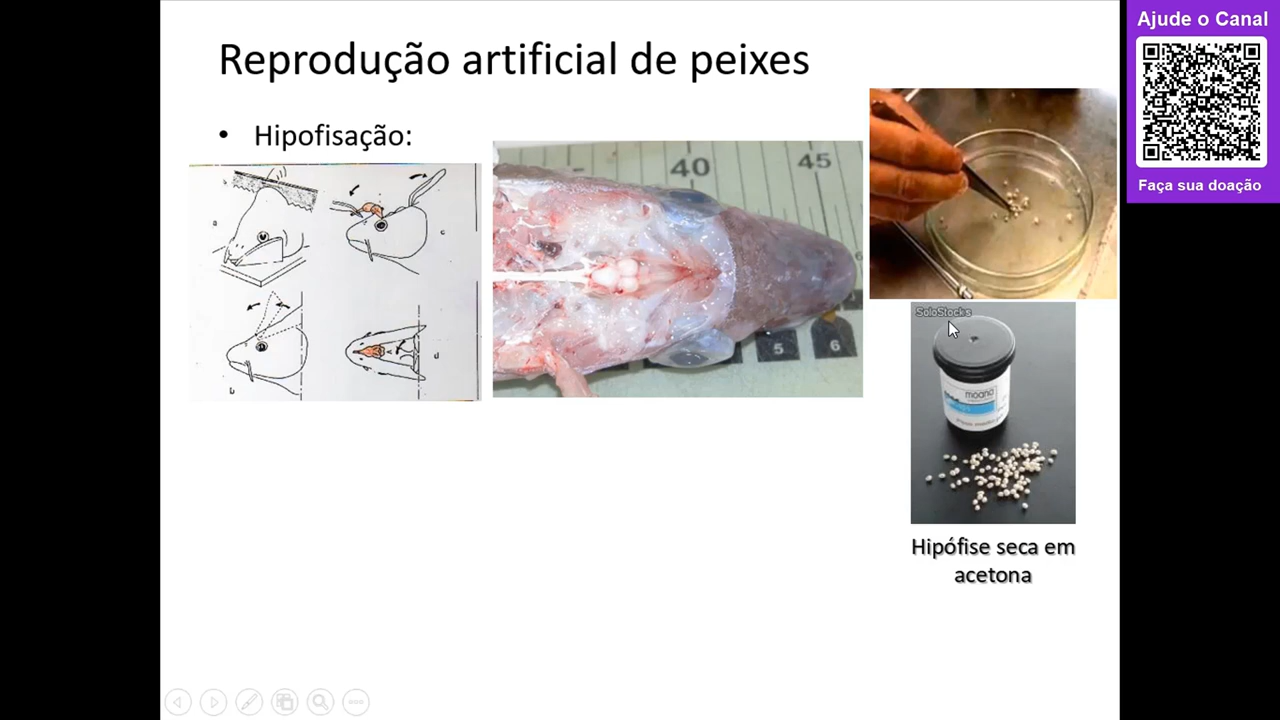 Reprodução artificial de peixes
• Hipofisação:
a
c
b
d
40
45
5
6
SoloStocks
moana
Hipófise seca em
acetona
Ajude o Canal
Faça sua doação